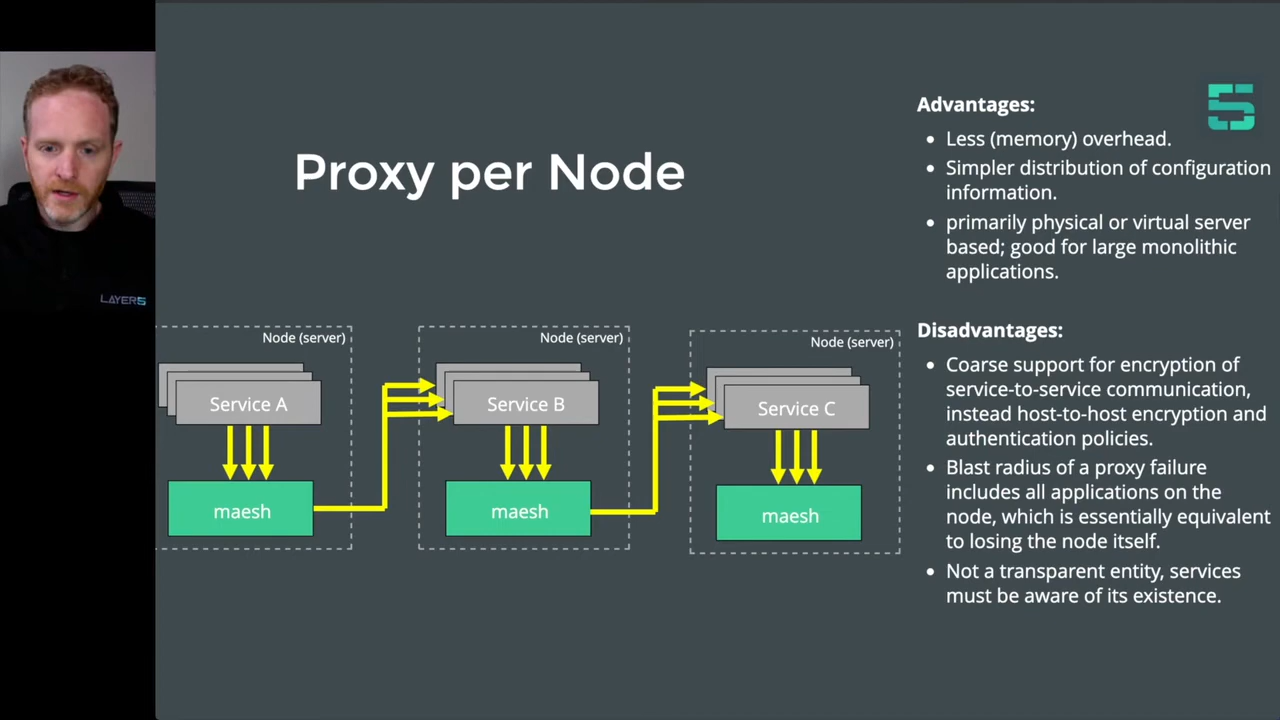 Proxy per Node
Advantages:
Less (memory) overhead.
Simpler distribution of configuration
information.
primarily physical or virtual server
based; good for large monolithic
applications.
Disadvantages:
Coarse support for encryption of
service-to-service communication,
instead host-to-host encryption and
authentication policies.
Blast radius of a proxy failure
includes all applications on the
node, which is essentially equivalent
to losing the node itself.
Not a transparent entity, services
must be aware of its existence.
LAYER5
5
Node (server)
Service A
maesh
Node (server)
Service B
maesh
Node (server)
Service C
maesh